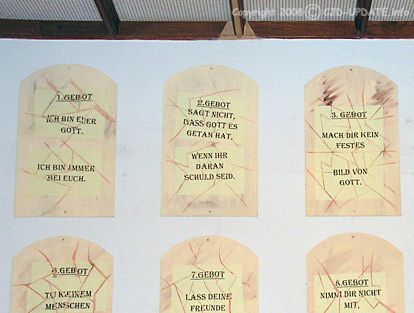 Copyright 2008 © CTD-UPDATE.info
1.GEBOT
ICH BIN EUER
GOTT.
ICH BIN IMMER
BEI EUCH.
2.GEBOT
SAGT NICHT,
DASS GOTT ES
GETAN HAT,
WENN IHR
DARAN
SCHULD SEID.
3. GEBOT
MACH DIR KEIN
FESTES
BILD VON
GOTT.
6.GEBOT
TU KEINEM
MENSCHEN
7.GEBOT
LASS DEINE
FREUNDE
8.GEBOT
NIMM DIR NICHT
MIT,